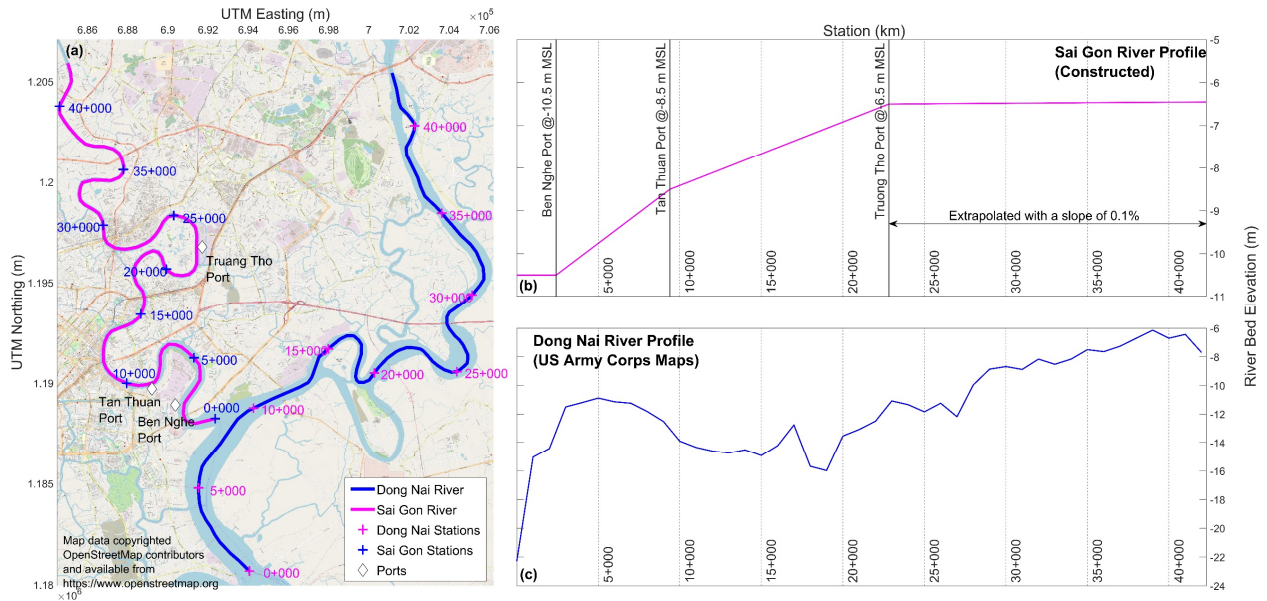 UTM Easting (m)
×10⁵
6.86 6.88 6.9 6.92 6.94 6.96 6.98 7 7.02 7.04 7.06
(a)
UTM Northing (m)
1.205
1.2
1.195
1.19
1.185
1.18
×10⁶
40+000
35+000
30+000
25+000
20+000
15+000
10+000
5+000
0+000
Truang Tho
Port
Tan Thuan
Port
Ben Nghe
Port
40+000
35+000
30+000
25+000
20+000
15+000
10+000
5+000
0+000
Dong Nai River
Sai Gon River
Dong Nai Stations
Sai Gon Stations
Ports
Map data copyrighted
OpenStreetMap contributors
and available from
https://www.openstreetmap.org
Station (km)
Sai Gon River Profile
(Constructed)
Ben Nghe Port @-10.5 m MSL
Tan Thuan Port @-8.5 m MSL
Truong Tho Port @-6.5 m MSL
Extrapolated with a slope of 0.1%
5+000
10+000
15+000
20+000
25+000
30+000
35+000
40+000
(b)
-5
-6
-7
-8
-9
-10
-11
River Bed Eevation (m)
Dong Nai River Profile
(US Army Corps Maps)
5+000
10+000
15+000
20+000
25+000
30+000
35+000
40+000
(c)
-6
-8
-10
-12
-14
-16
-18
-20
-22
-24